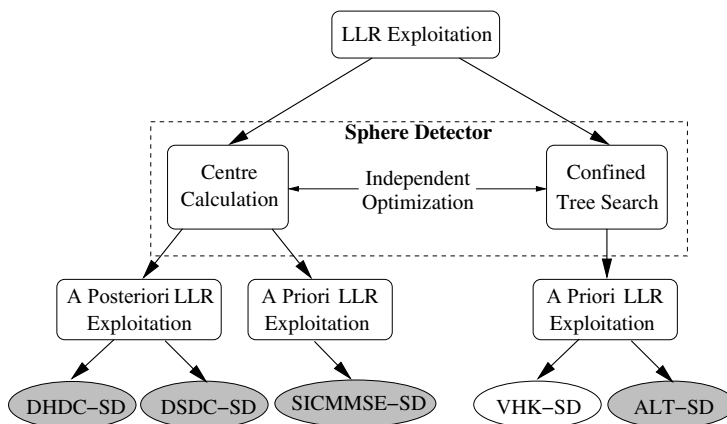 LLR Exploitation
Sphere Detector
Centre
Calculation
Independent
Optimization
Confined
Tree Search
A Posteriori LLR
Exploitation
A Priori LLR
Exploitation
A Priori LLR
Exploitation
DHDC-SD
DSDC-SD
SICMMSE-SD
VHK-SD
ALT-SD